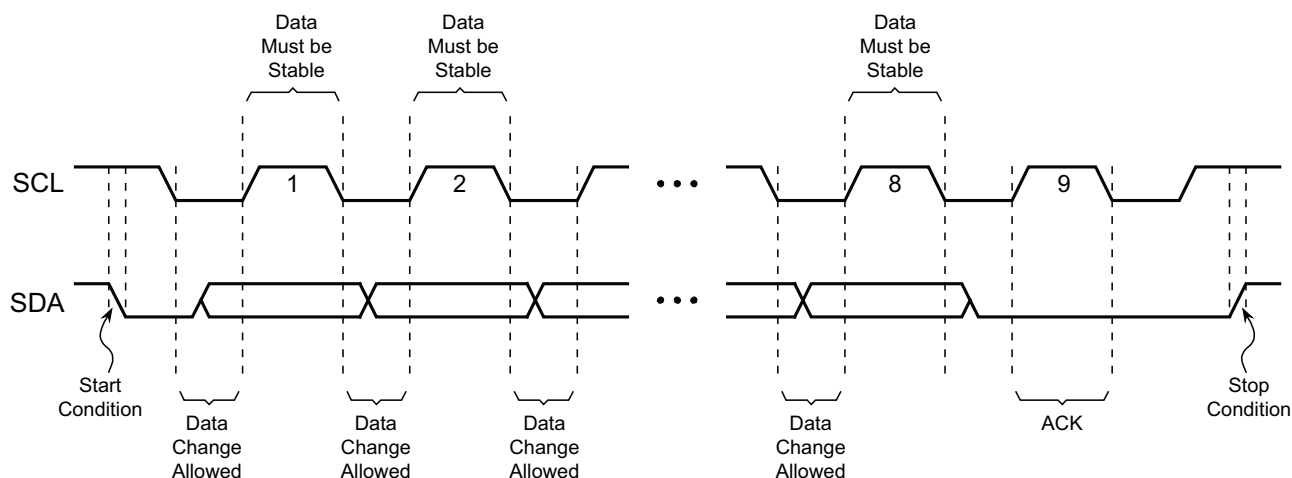 Data
Must be
Stable
Data
Must be
Stable
Data
Must be
Stable
SCL
1
2
•••
8
9
SDA
•••
Start
Condition
Data
Change
Allowed
Data
Change
Allowed
Data
Change
Allowed
Data
Change
Allowed
ACK
Stop
Condition